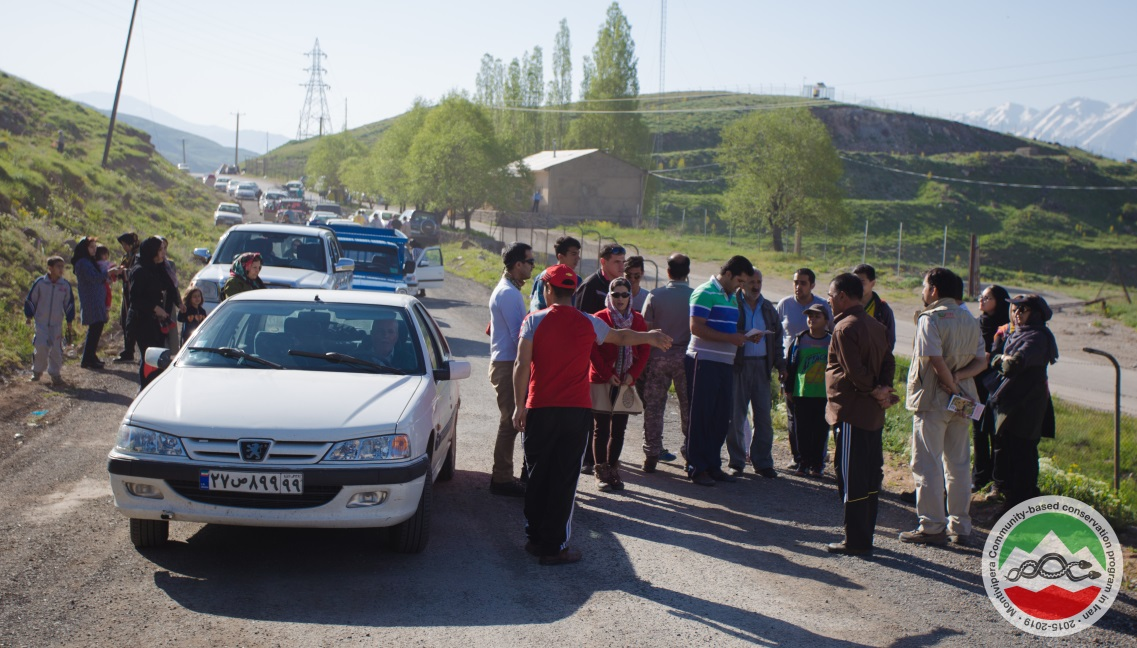 ۲۷ص۸۹۹ ۹۹
Montivipera Community-based conservation program in Iran
• 2015-2019 •